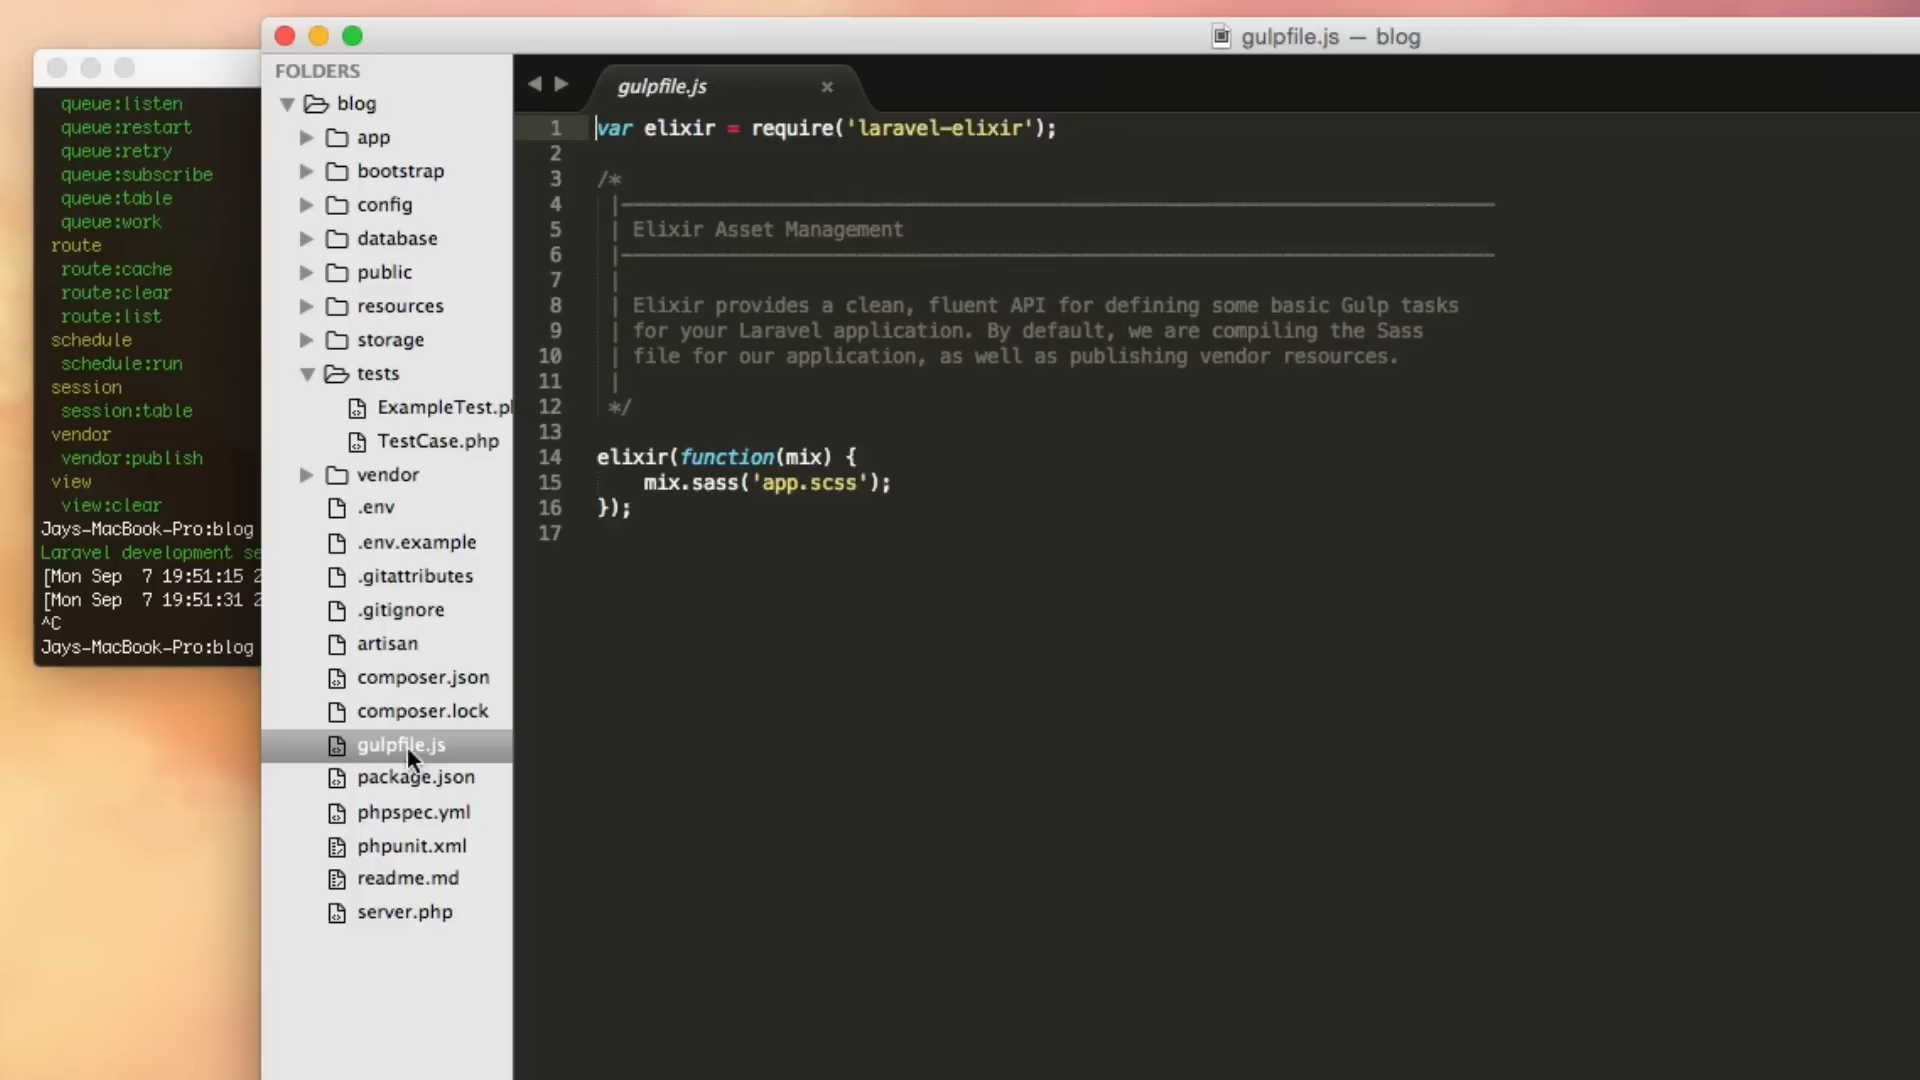 gulpfile.js — blog
queue:listen
queue:restart
queue:retry
queue:subscribe
queue:table
queue:work
route
route:cache
route:clear
route:list
schedule
schedule:run
session
session:table
vendor
vendor:publish
view
view:clear
Jays-MacBook-Pro:blog
Laravel development se
[Mon Sep  7 19:51:15 2
[Mon Sep  7 19:51:31 2
^C
Jays-MacBook-Pro:blog
FOLDERS
blog
app
bootstrap
config
database
public
resources
storage
tests
ExampleTest.p
TestCase.php
vendor
.env
.env.example
.gitattributes
.gitignore
artisan
composer.json
composer.lock
gulpfile.js
package.json
phpspec.yml
phpunit.xml
readme.md
server.php
gulpfile.js ×
1 var elixir = require('laravel-elixir');
2
3 /*
4 |--------------------------------------------------------------------------
5 | Elixir Asset Management
6 |--------------------------------------------------------------------------
7 |
8 | Elixir provides a clean, fluent API for defining some basic Gulp tasks
9 | for your Laravel application. By default, we are compiling the Sass
10 | file for our application, as well as publishing vendor resources.
11 |
12 */
13
14 elixir(function(mix) {
15 mix.sass('app.scss');
16 });
17